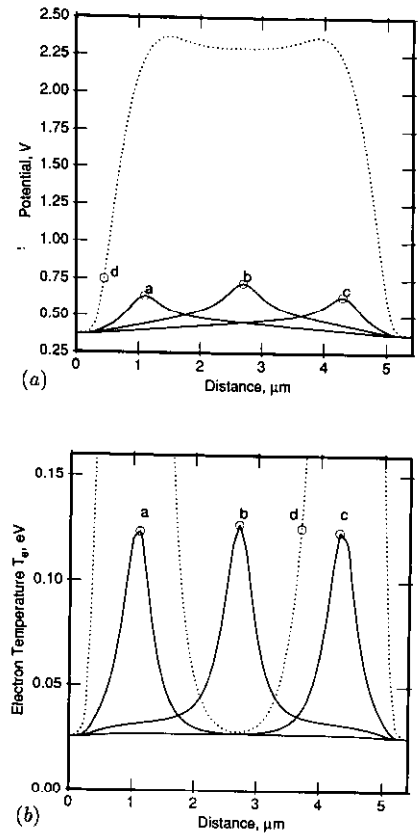 2.50
2.25
2.00
1.75
1.50
1.25
1.00
0.75
0.50
0.25
Potential, V
d
a
b
c
0
1
2
3
4
5
Distance, μm
(a)
0.15
0.10
0.05
0.00
Electron Temperature Te, eV
a
b
d
c
0
1
2
3
4
5
Distance, μm
(b)